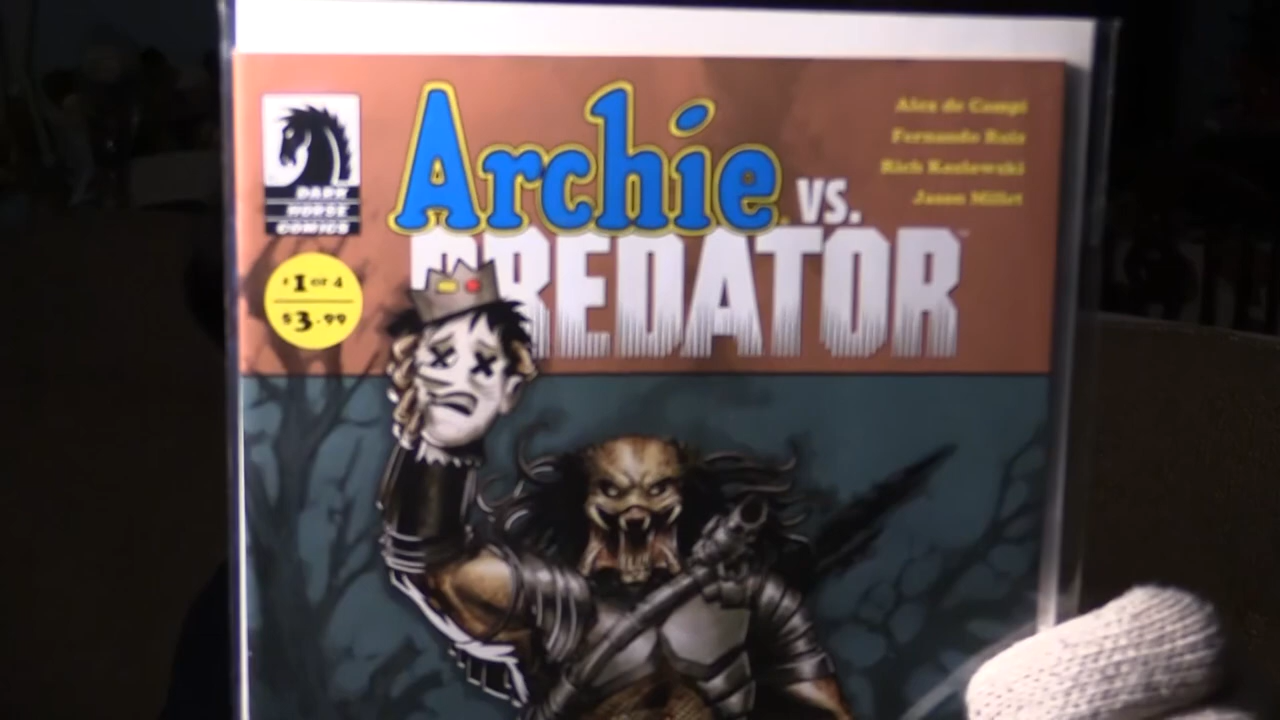 DARK
HORSE
COMICS
Archie VS.
PREDATOR™
Alex de Campi
Fernando Ruiz
Rich Koslowski
Jason Millet
#1 OF 4
$3.99